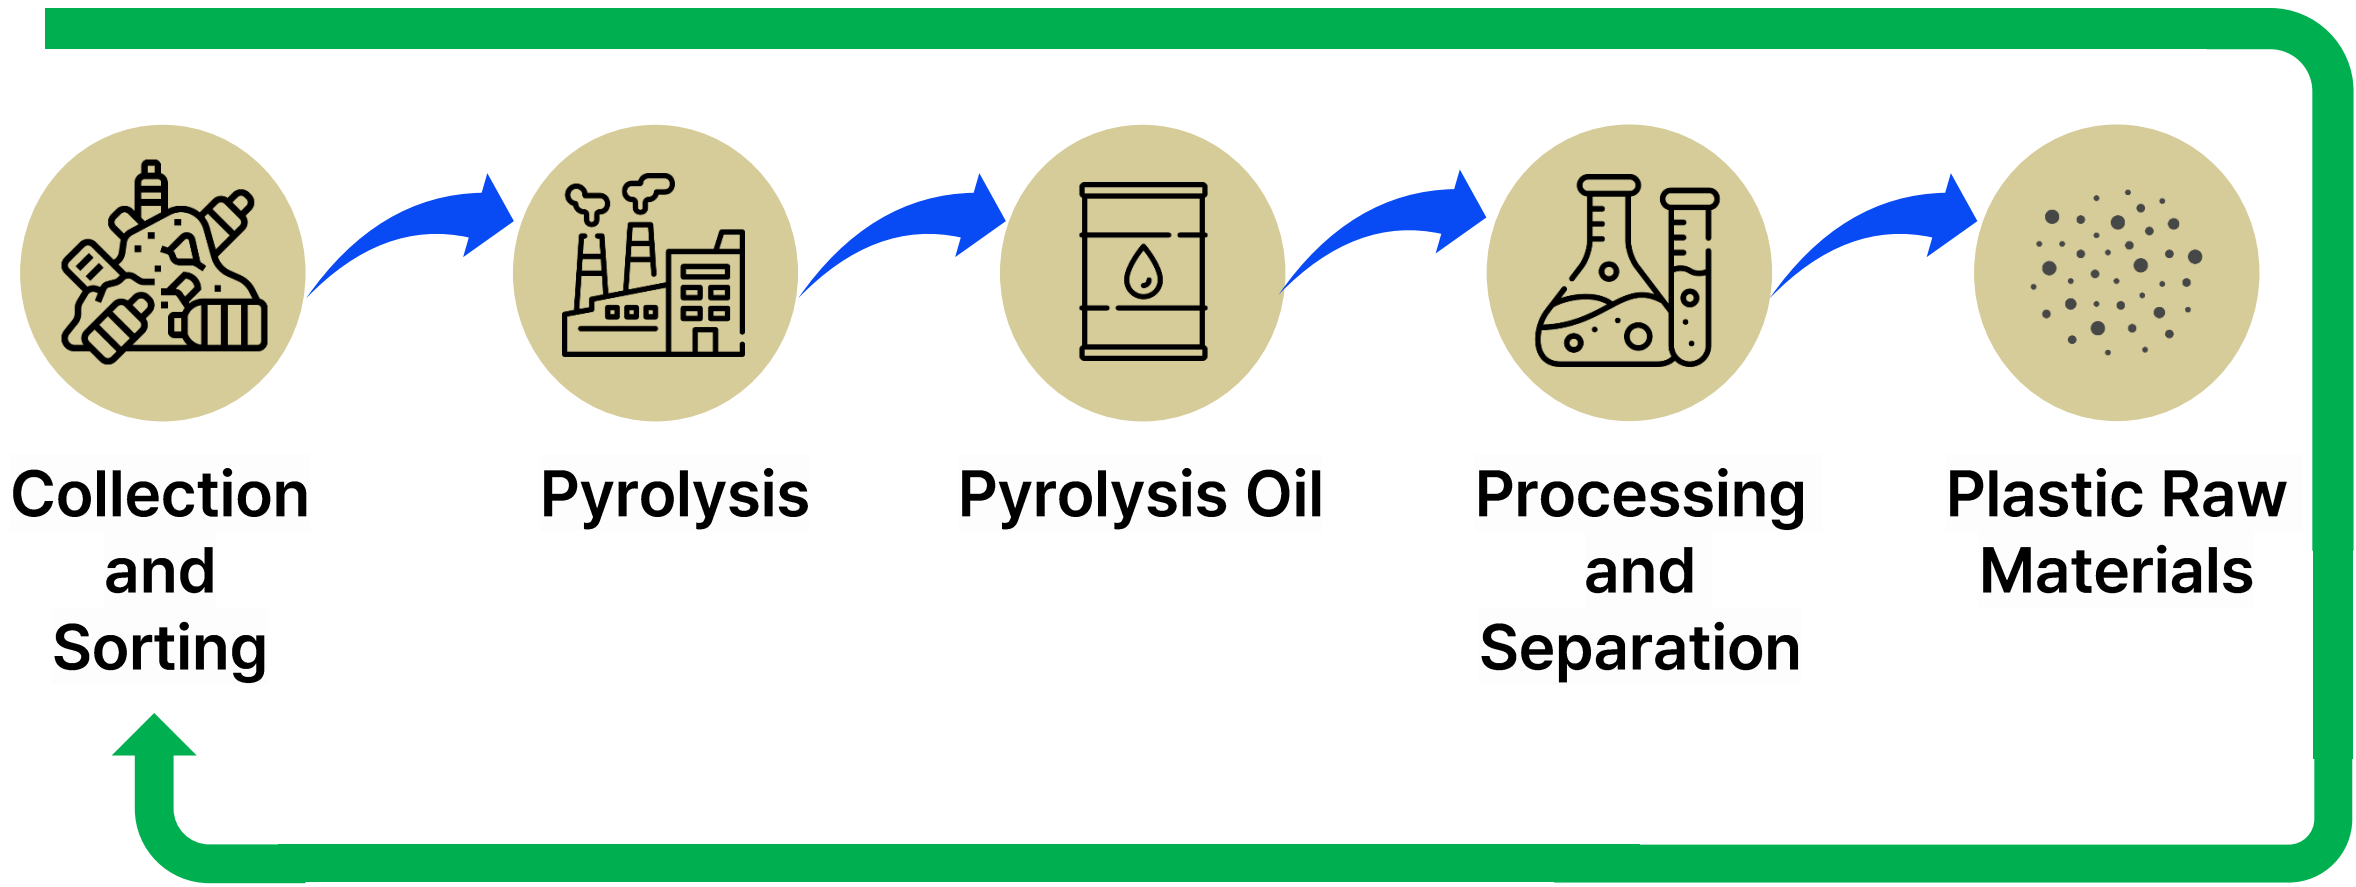 Collection
and
Sorting
Pyrolysis
Pyrolysis Oil
Processing
and
Separation
Plastic Raw
Materials